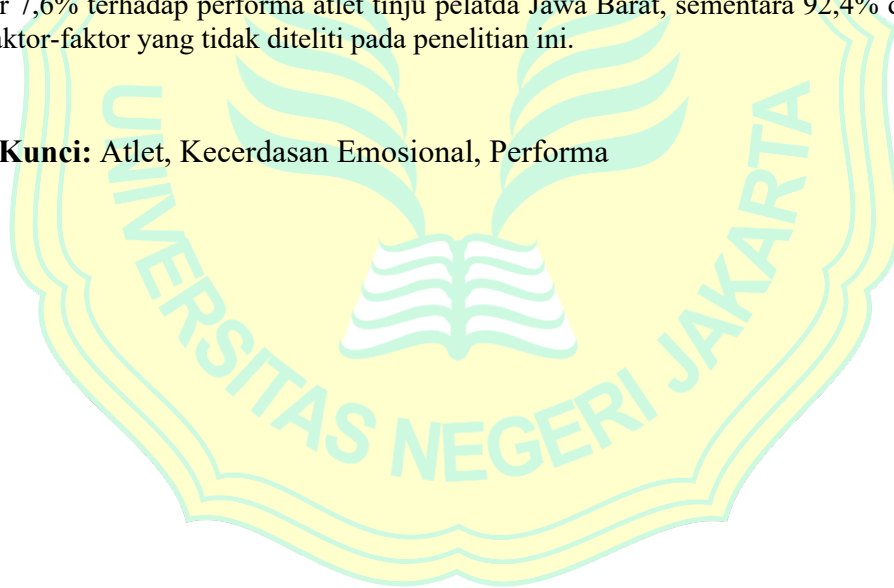 r 7,6% terhadap performa atlet tinju pelatda Jawa Barat, sementara 92,4% d
aktor-faktor yang tidak diteliti pada penelitian ini.
Kunci: Atlet, Kecerdasan Emosional, Performa
UNIVERSITAS NEGERI JAKARTA